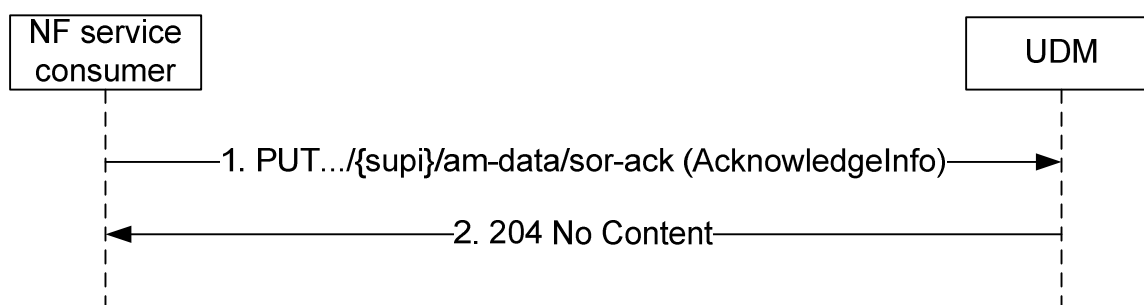 NF service
consumer
UDM
1. PUT.../{supi}/am-data/sor-ack (AcknowledgeInfo)
2. 204 No Content